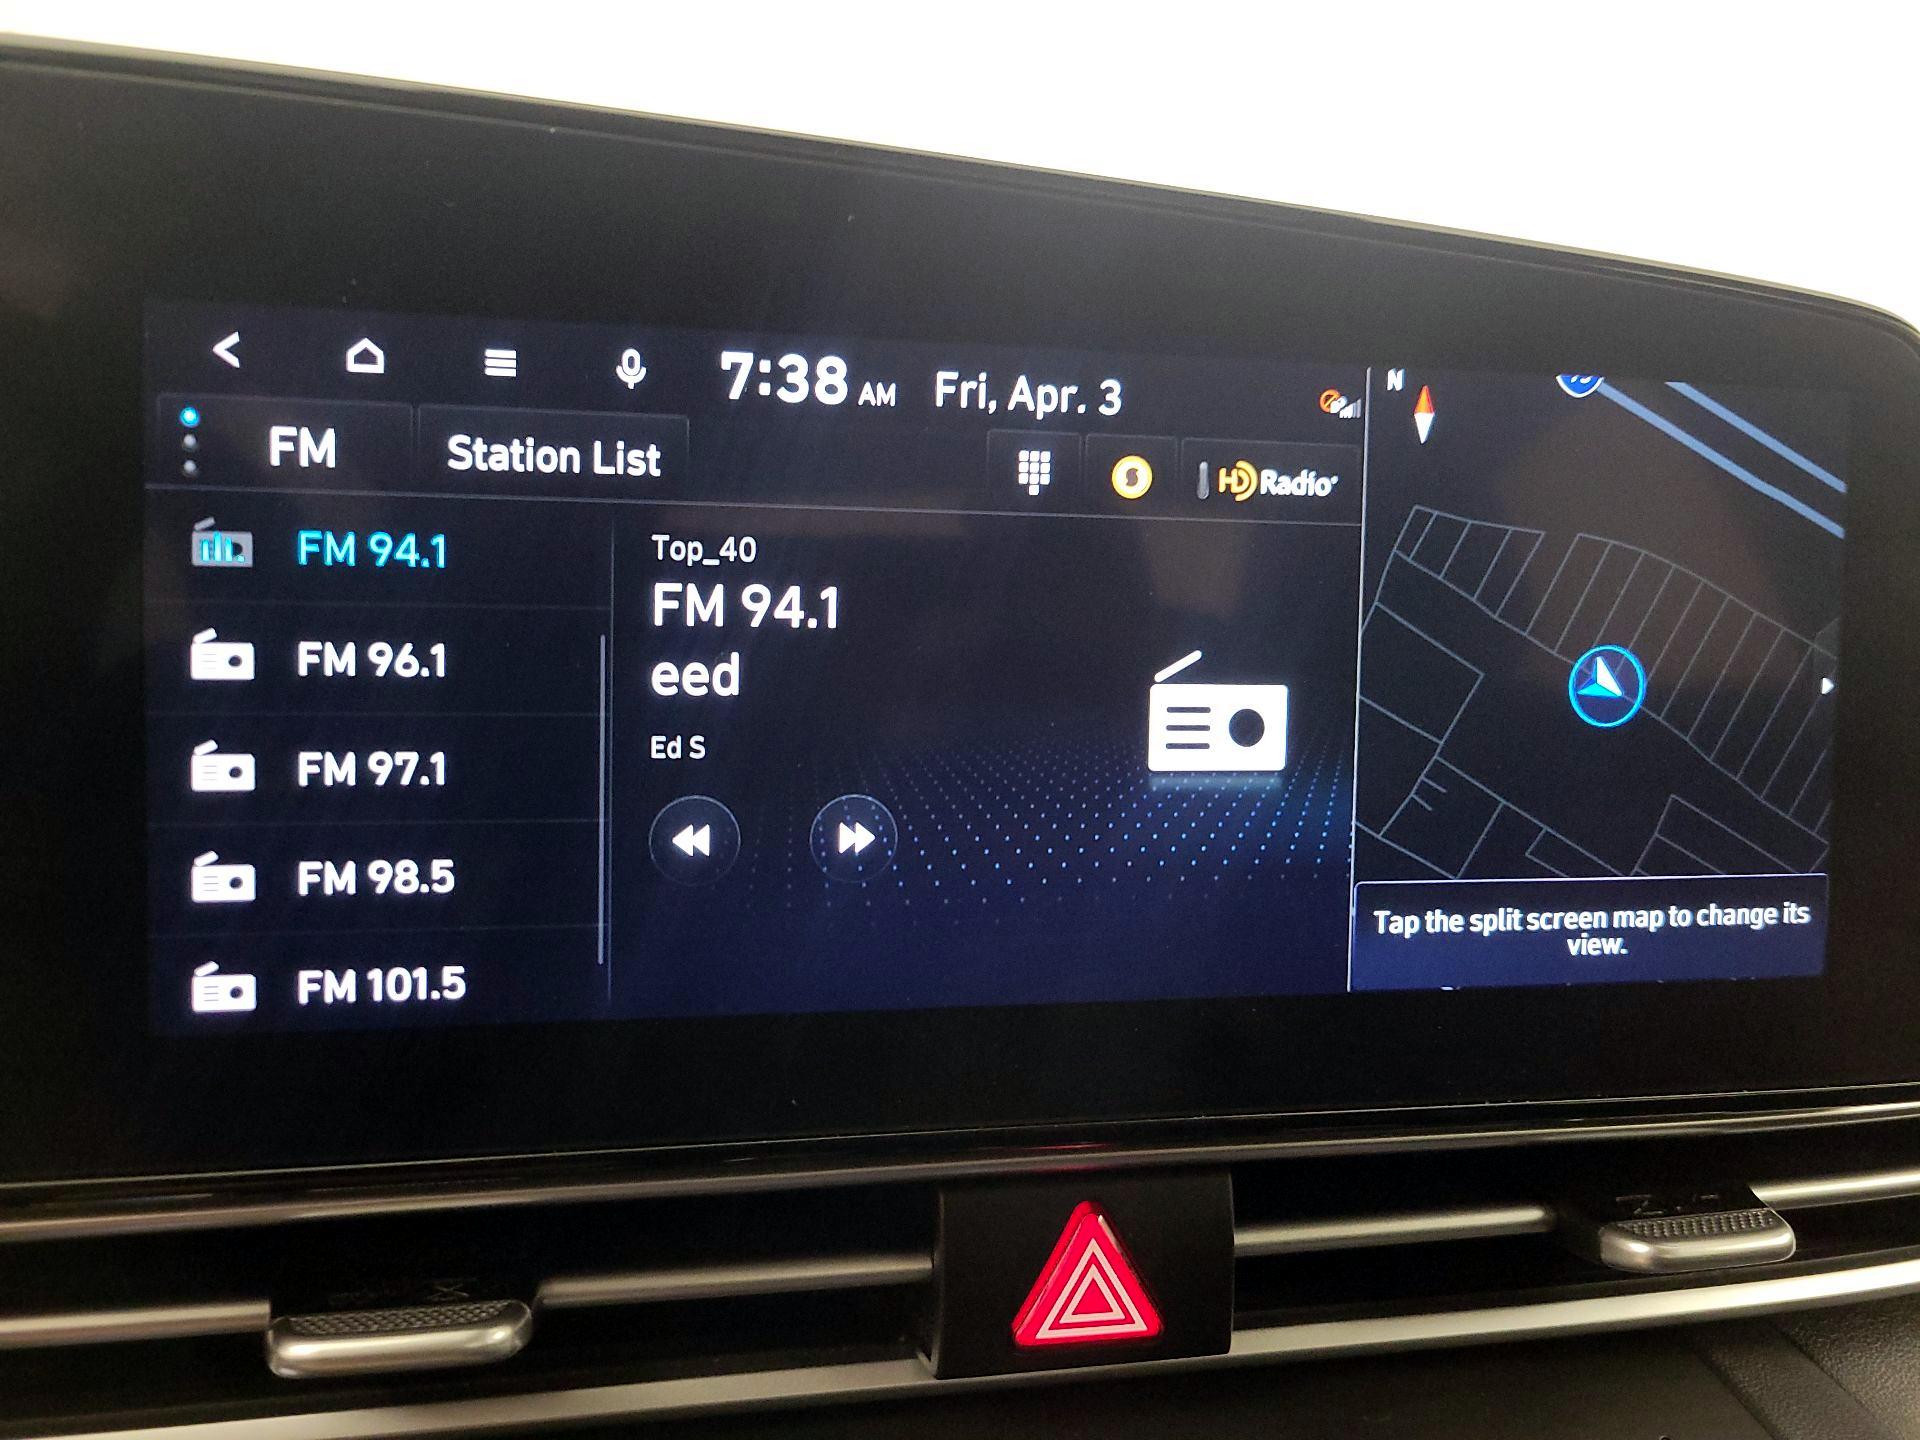 7:38 AM Fri, Apr. 3
FM
Station List
HD Radio
FM 94.1
FM 96.1
FM 97.1
FM 98.5
FM 101.5
Top_40
FM 94.1
eed
Ed S
N
Tap the split screen map to change its
view.